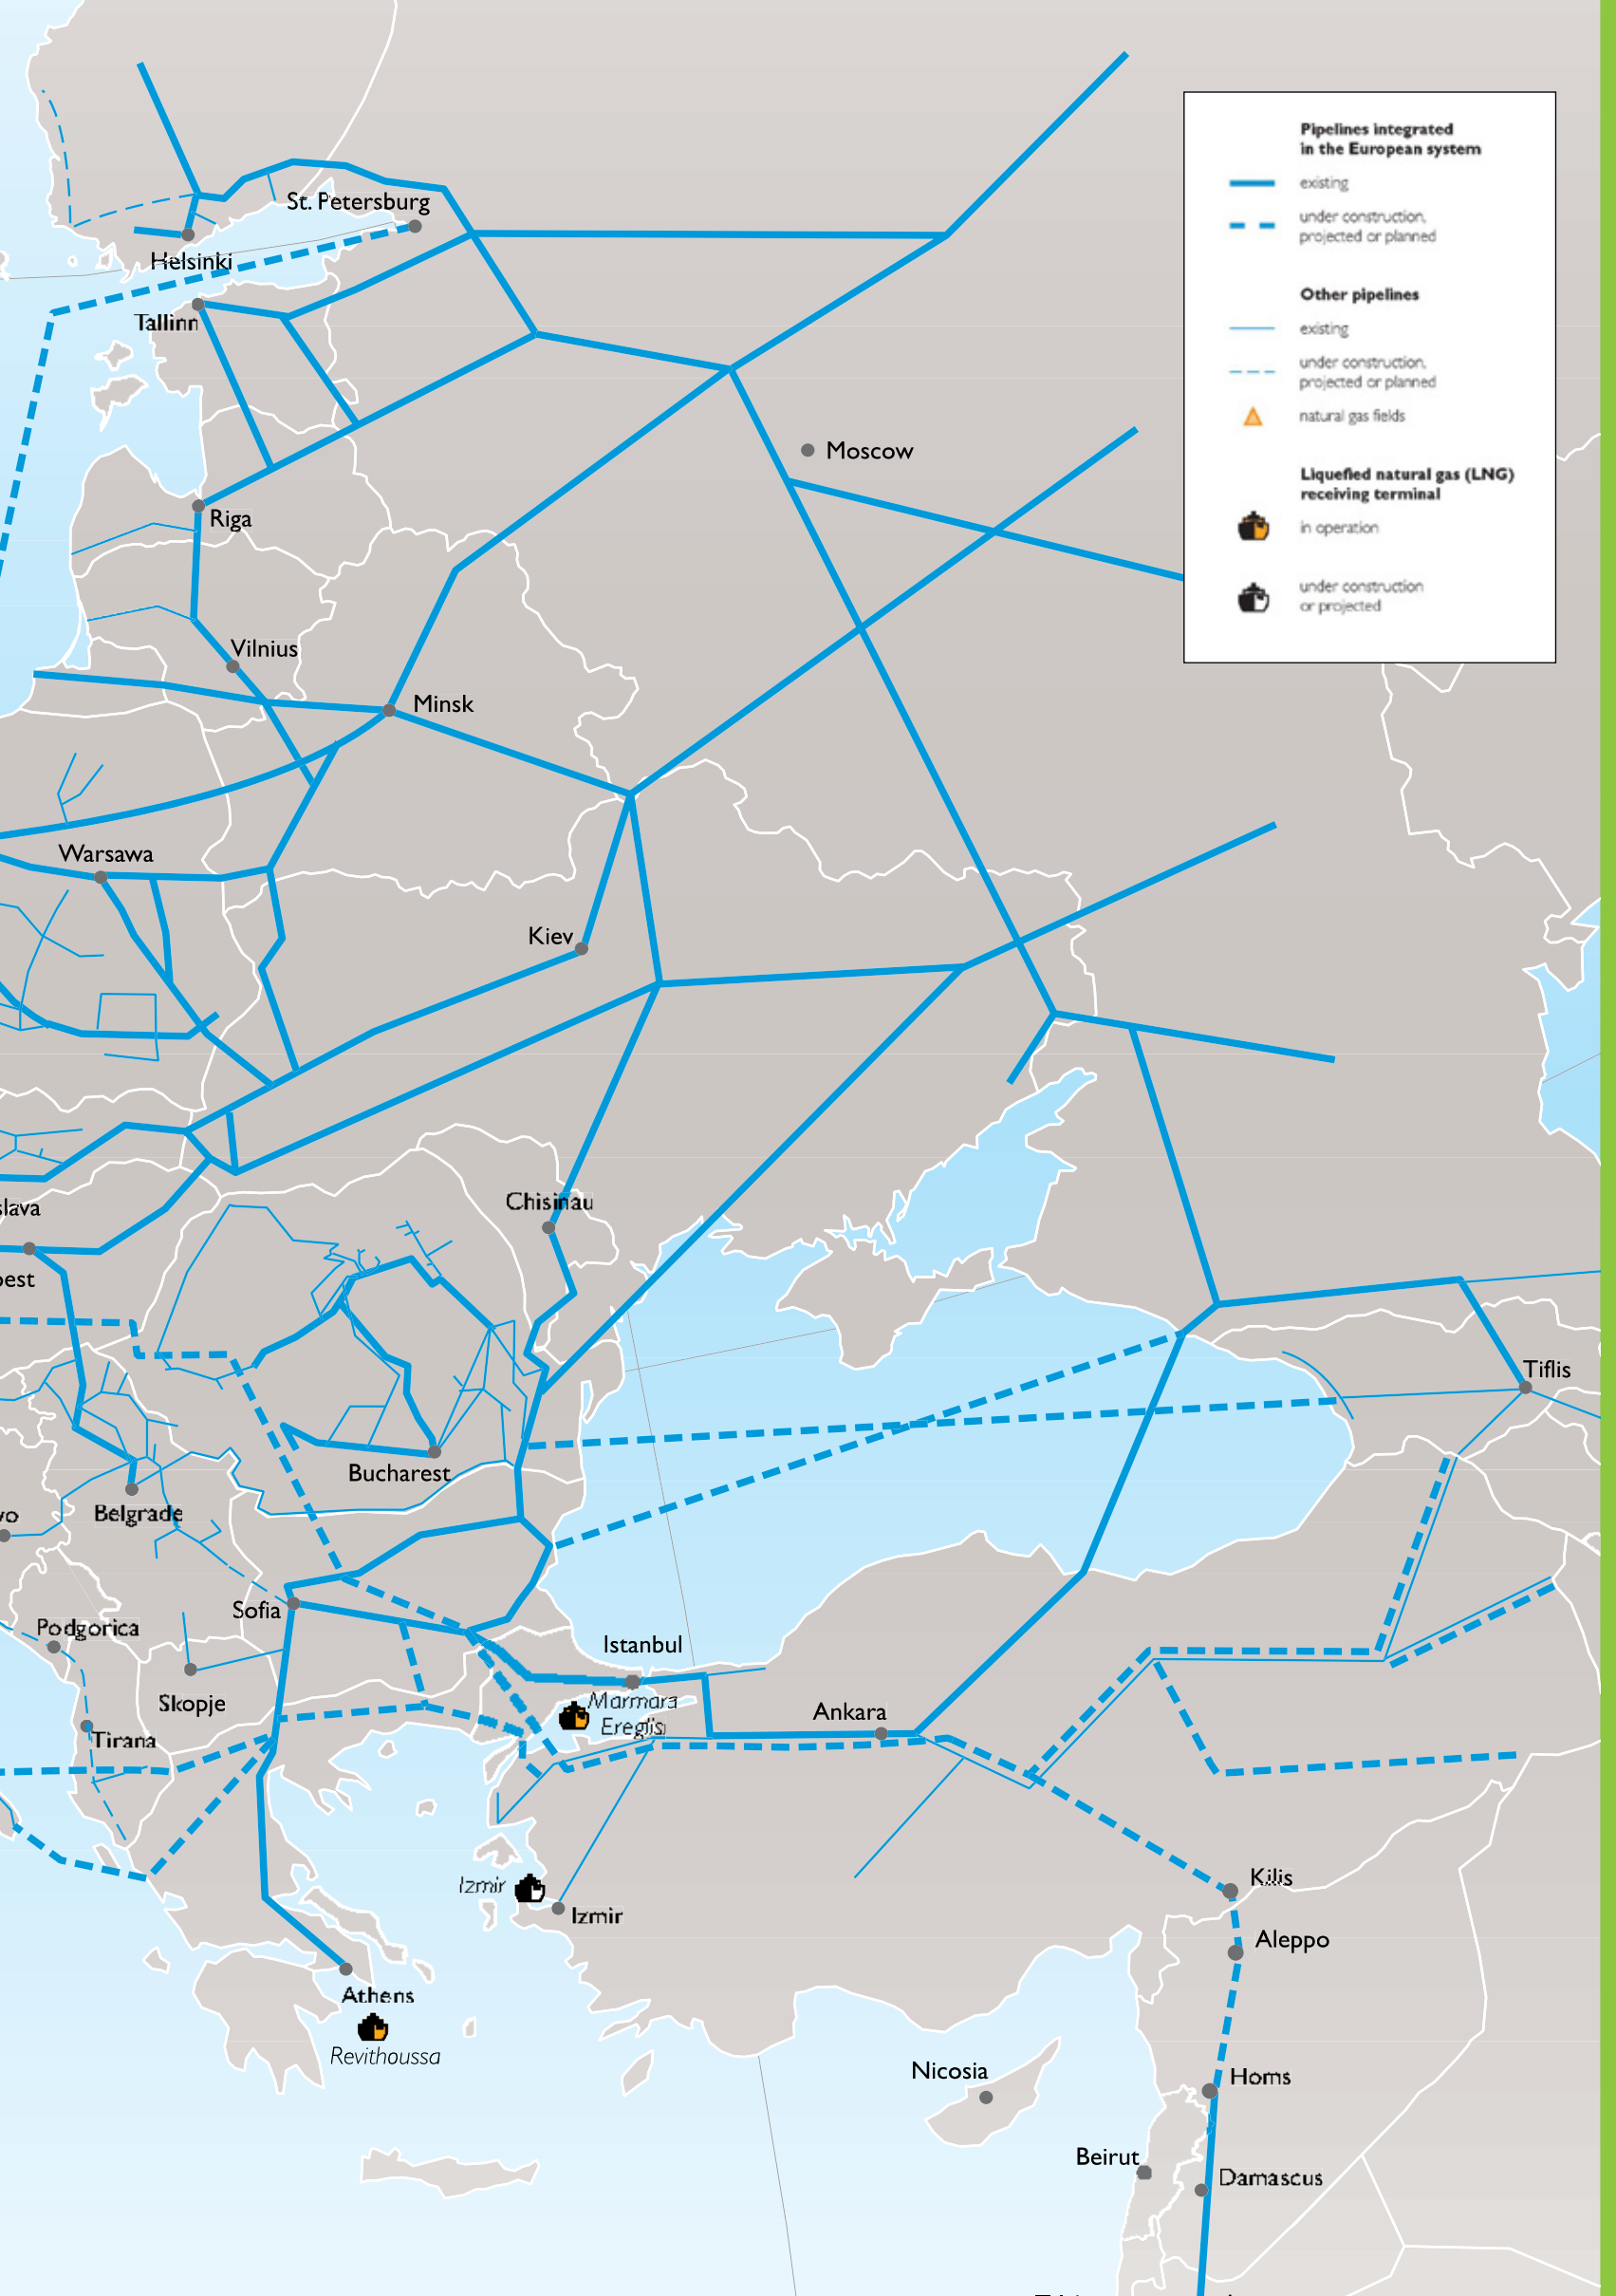 Pipelines integrated
in the European system
existing
under construction,
projected or planned
Other pipelines
existing
under construction,
projected or planned
natural gas fields
Liquefied natural gas (LNG)
receiving terminal
in operation
under construction
or projected
St. Petersburg
Helsinki
Tallinn
Moscow
Riga
Vilnius
Minsk
Warsawa
Kiev
slava
Chisinau
pest
Tiflis
Bucharest
Belgrade
vo
Sofia
Podgorica
Istanbul
Skopje
Marmara
Ereglis
Ankara
Tirana
Kilis
Izmir
Izmir
Aleppo
Athens
Revithoussa
Nicosia
Homs
Beirut
Damascus